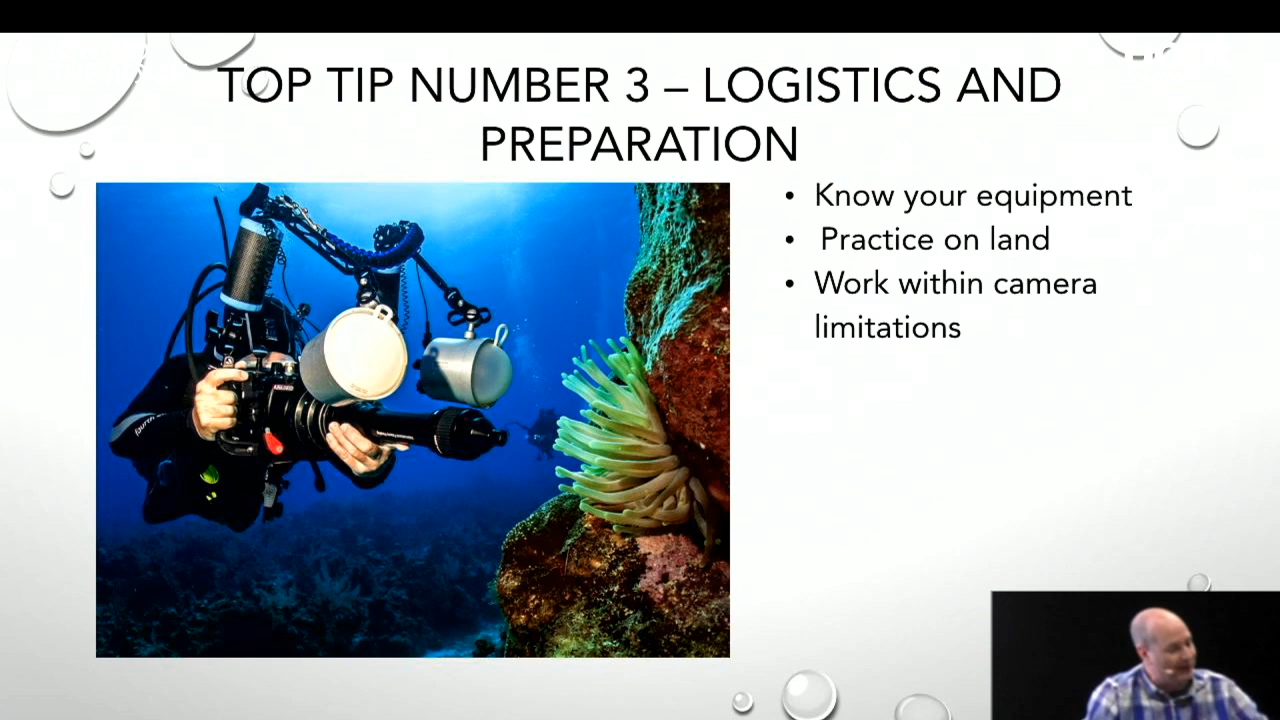 TOP TIP NUMBER 3 – LOGISTICS AND
PREPARATION
• Know your equipment
• Practice on land
• Work within camera
limitations